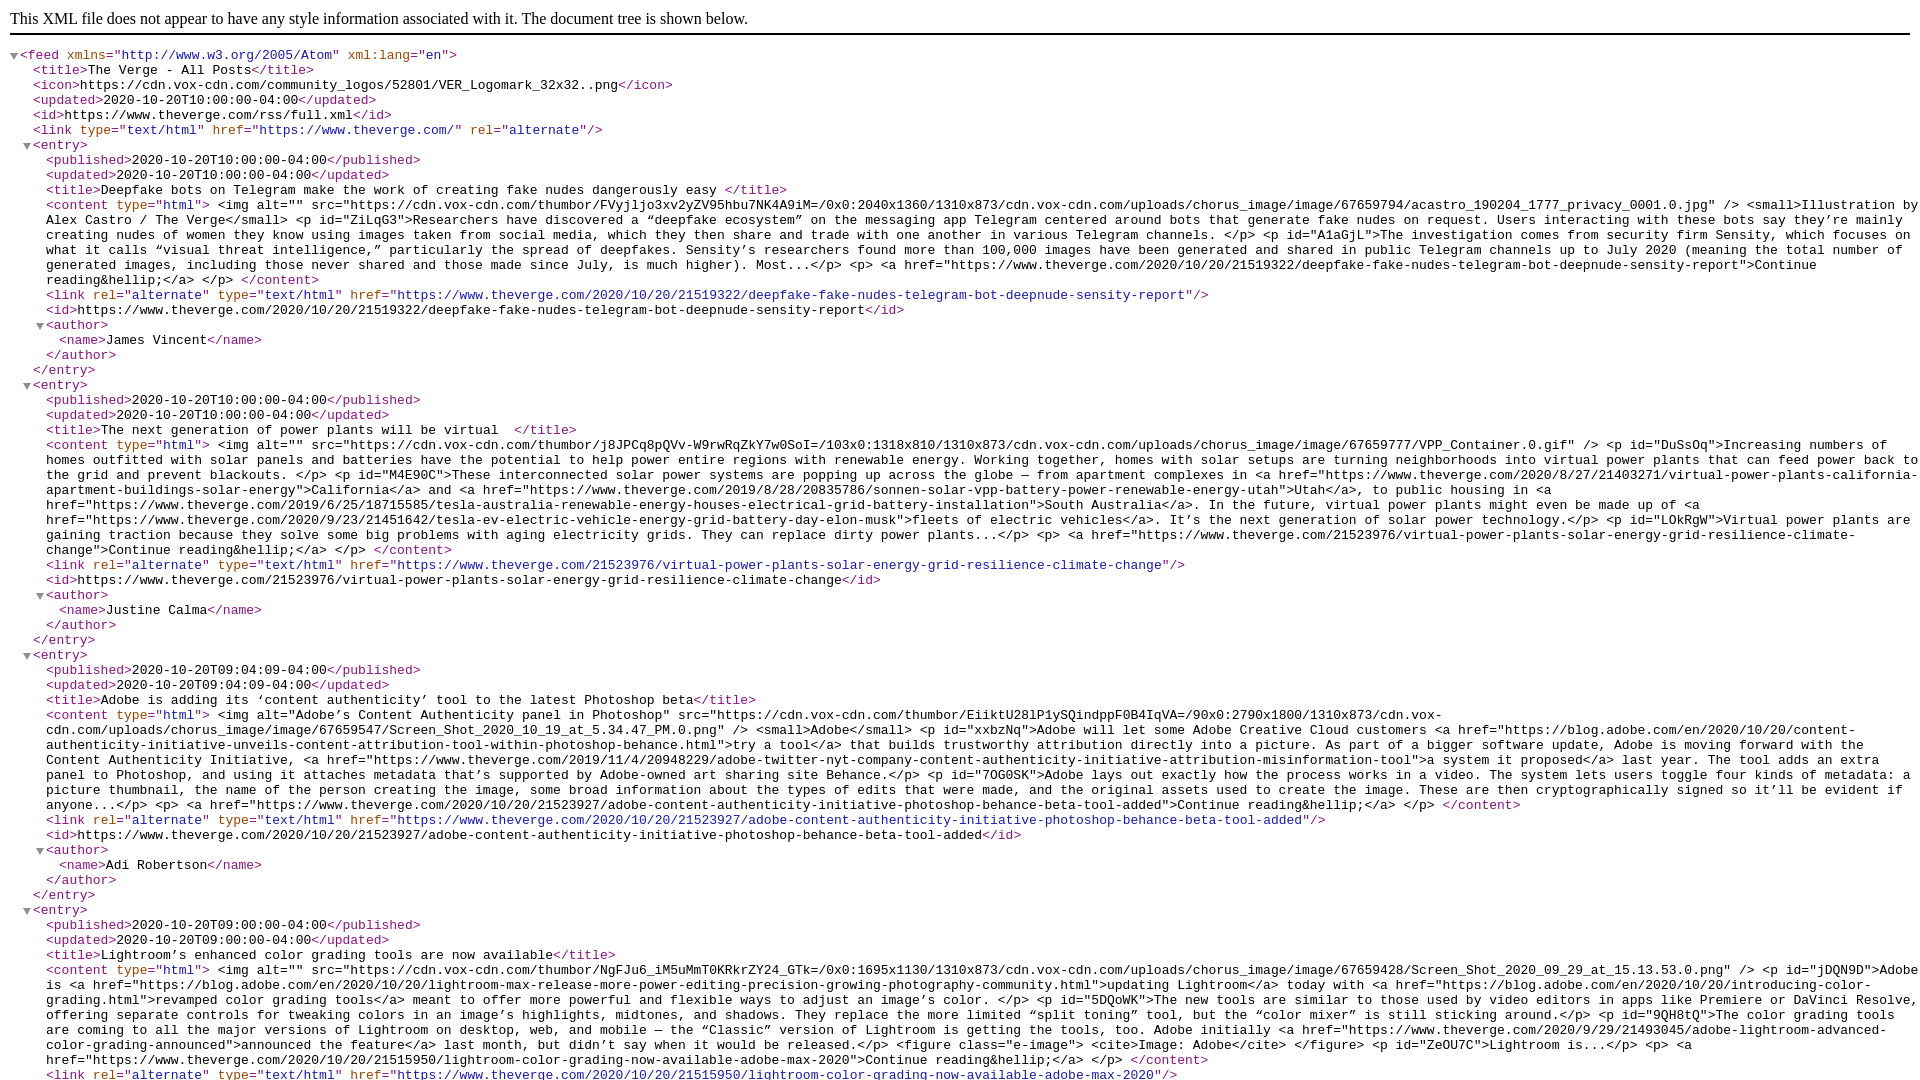 This XML file does not appear to have any style information associated with it. The document tree is shown below.
<feed xmlns="http://www.w3.org/2005/Atom" xml:lang="en">
<title>The Verge - All Posts</title>
<icon>https://cdn.vox-cdn.com/community_logos/52801/VER_Logomark_32x32..png</icon>
<updated>2020-10-20T10:00:00-04:00</updated>
<id>https://www.theverge.com/rss/full.xml</id>
<link type="text/html" href="https://www.theverge.com/" rel="alternate"/>
<entry>
<published>2020-10-20T10:00:00-04:00</published>
<updated>2020-10-20T10:00:00-04:00</updated>
<title>Deepfake bots on Telegram make the work of creating fake nudes dangerously easy </title>
<content type="html"> <img alt="" src="https://cdn.vox-cdn.com/thumbor/FVyjljo3xv2yZV95hbu7NK4A9iM=/0x0:2040x1360/1310x873/cdn.vox-cdn.com/uploads/chorus_image/image/67659794/acastro_190204_1777_privacy_0001.0.jpg" /> <small>Illustration by
Alex Castro / The Verge</small> <p id="ZiLqG3">Researchers have discovered a “deepfake ecosystem” on the messaging app Telegram centered around bots that generate fake nudes on request. Users interacting with these bots say they’re mainly
creating nudes of women they know using images taken from social media, which they then share and trade with one another in various Telegram channels. </p> <p id="A1aGjL">The investigation comes from security firm Sensity, which focuses on
what it calls “visual threat intelligence,” particularly the spread of deepfakes. Sensity’s researchers found more than 100,000 images have been generated and shared in public Telegram channels up to July 2020 (meaning the total number of
generated images, including those never shared and those made since July, is much higher). Most...</p> <p> <a href="https://www.theverge.com/2020/10/20/21519322/deepfake-fake-nudes-telegram-bot-deepnude-sensity-report">Continue
reading&hellip;</a> </p> </content>
<link rel="alternate" type="text/html" href="https://www.theverge.com/2020/10/20/21519322/deepfake-fake-nudes-telegram-bot-deepnude-sensity-report"/>
<id>https://www.theverge.com/2020/10/20/21519322/deepfake-fake-nudes-telegram-bot-deepnude-sensity-report</id>
<author>
<name>James Vincent</name>
</author>
</entry>
<entry>
<published>2020-10-20T10:00:00-04:00</published>
<updated>2020-10-20T10:00:00-04:00</updated>
<title>The next generation of power plants will be virtual  </title>
<content type="html"> <img alt="" src="https://cdn.vox-cdn.com/thumbor/j8JPCq8pQVv-W9rwRqZkY7w0SoI=/103x0:1318x810/1310x873/cdn.vox-cdn.com/uploads/chorus_image/image/67659777/VPP_Container.0.gif" /> <p id="DuSsOq">Increasing numbers of
homes outfitted with solar panels and batteries have the potential to help power entire regions with renewable energy. Working together, homes with solar setups are turning neighborhoods into virtual power plants that can feed power back to
the grid and prevent blackouts. </p> <p id="M4E90C">These interconnected solar power systems are popping up across the globe — from apartment complexes in <a href="https://www.theverge.com/2020/8/27/21403271/virtual-power-plants-california-
apartment-buildings-solar-energy">California</a> and <a href="https://www.theverge.com/2019/8/28/20835786/sonnen-solar-vpp-battery-power-renewable-energy-utah">Utah</a>, to public housing in <a
href="https://www.theverge.com/2019/6/25/18715585/tesla-australia-renewable-energy-houses-electrical-grid-battery-installation">South Australia</a>. In the future, virtual power plants might even be made up of <a
href="https://www.theverge.com/2020/9/23/21451642/tesla-ev-electric-vehicle-energy-grid-battery-day-elon-musk">fleets of electric vehicles</a>. It’s the next generation of solar power technology.</p> <p id="LOkRgW">Virtual power plants are
gaining traction because they solve some big problems with aging electricity grids. They can replace dirty power plants...</p> <p> <a href="https://www.theverge.com/21523976/virtual-power-plants-solar-energy-grid-resilience-climate-
change">Continue reading&hellip;</a> </p> </content>
<link rel="alternate" type="text/html" href="https://www.theverge.com/21523976/virtual-power-plants-solar-energy-grid-resilience-climate-change"/>
<id>https://www.theverge.com/21523976/virtual-power-plants-solar-energy-grid-resilience-climate-change</id>
<author>
<name>Justine Calma</name>
</author>
</entry>
<entry>
<published>2020-10-20T09:04:09-04:00</published>
<updated>2020-10-20T09:04:09-04:00</updated>
<title>Adobe is adding its ‘content authenticity’ tool to the latest Photoshop beta</title>
<content type="html"> <img alt="Adobe’s Content Authenticity panel in Photoshop" src="https://cdn.vox-cdn.com/thumbor/EiiktU28lP1ySQindppF0B4IqVA=/90x0:2790x1800/1310x873/cdn.vox-
cdn.com/uploads/chorus_image/image/67659547/Screen_Shot_2020_10_19_at_5.34.47_PM.0.png" /> <small>Adobe</small> <p id="xxbzNq">Adobe will let some Adobe Creative Cloud customers <a href="https://blog.adobe.com/en/2020/10/20/content-
authenticity-initiative-unveils-content-attribution-tool-within-photoshop-behance.html">try a tool</a> that builds trustworthy attribution directly into a picture. As part of a bigger software update, Adobe is moving forward with the
Content Authenticity Initiative, <a href="https://www.theverge.com/2019/11/4/20948229/adobe-twitter-nyt-company-content-authenticity-initiative-attribution-misinformation-tool">a system it proposed</a> last year. The tool adds an extra
panel to Photoshop, and using it attaches metadata that’s supported by Adobe-owned art sharing site Behance.</p> <p id="7OG0SK">Adobe lays out exactly how the process works in a video. The system lets users toggle four kinds of metadata: a
picture thumbnail, the name of the person creating the image, some broad information about the types of edits that were made, and the original assets used to create the image. These are then cryptographically signed so it’ll be evident if
anyone...</p> <p> <a href="https://www.theverge.com/2020/10/20/21523927/adobe-content-authenticity-initiative-photoshop-behance-beta-tool-added">Continue reading&hellip;</a> </p> </content>
<link rel="alternate" type="text/html" href="https://www.theverge.com/2020/10/20/21523927/adobe-content-authenticity-initiative-photoshop-behance-beta-tool-added"/>
<id>https://www.theverge.com/2020/10/20/21523927/adobe-content-authenticity-initiative-photoshop-behance-beta-tool-added</id>
<author>
<name>Adi Robertson</name>
</author>
</entry>
<entry>
<published>2020-10-20T09:00:00-04:00</published>
<updated>2020-10-20T09:00:00-04:00</updated>
<title>Lightroom’s enhanced color grading tools are now available</title>
<content type="html"> <img alt="" src="https://cdn.vox-cdn.com/thumbor/NgFJu6_iM5uMmT0KRkrZY24_GTk=/0x0:1695x1130/1310x873/cdn.vox-cdn.com/uploads/chorus_image/image/67659428/Screen_Shot_2020_09_29_at_15.13.53.0.png" /> <p id="jDQN9D">Adobe
is <a href="https://blog.adobe.com/en/2020/10/20/lightroom-max-release-more-power-editing-precision-growing-photography-community.html">updating Lightroom</a> today with <a href="https://blog.adobe.com/en/2020/10/20/introducing-color-
grading.html">revamped color grading tools</a> meant to offer more powerful and flexible ways to adjust an image’s color. </p> <p id="5DQoWK">The new tools are similar to those used by video editors in apps like Premiere or DaVinci Resolve,
offering separate controls for tweaking colors in an image’s highlights, midtones, and shadows. They replace the more limited “split toning” tool, but the “color mixer” is still sticking around.</p> <p id="9QH8tQ">The color grading tools
are coming to all the major versions of Lightroom on desktop, web, and mobile — the “Classic” version of Lightroom is getting the tools, too. Adobe initially <a href="https://www.theverge.com/2020/9/29/21493045/adobe-lightroom-advanced-
color-grading-announced">announced the feature</a> last month, but didn’t say when it would be released.</p> <figure class="e-image"> <cite>Image: Adobe</cite> </figure> <p id="ZeOU7C">Lightroom is...</p> <p> <a
href="https://www.theverge.com/2020/10/20/21515950/lightroom-color-grading-now-available-adobe-max-2020">Continue reading&hellip;</a> </p> </content>
<link rel="alternate" type="text/html" href="https://www.theverge.com/2020/10/20/21515950/lightroom-color-grading-now-available-adobe-max-2020"/>